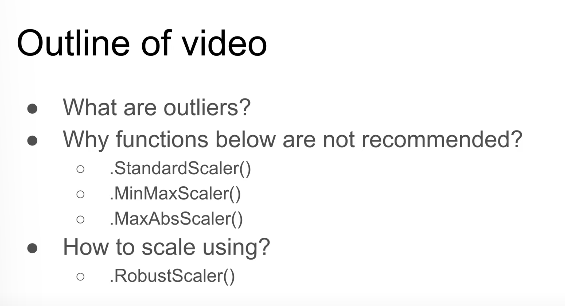 Outline of video
● What are outliers?
● Why functions below are not recommended?
○ .StandardScaler()
○ .MinMaxScaler()
○ .MaxAbsScaler()
● How to scale using?
○ .RobustScaler()